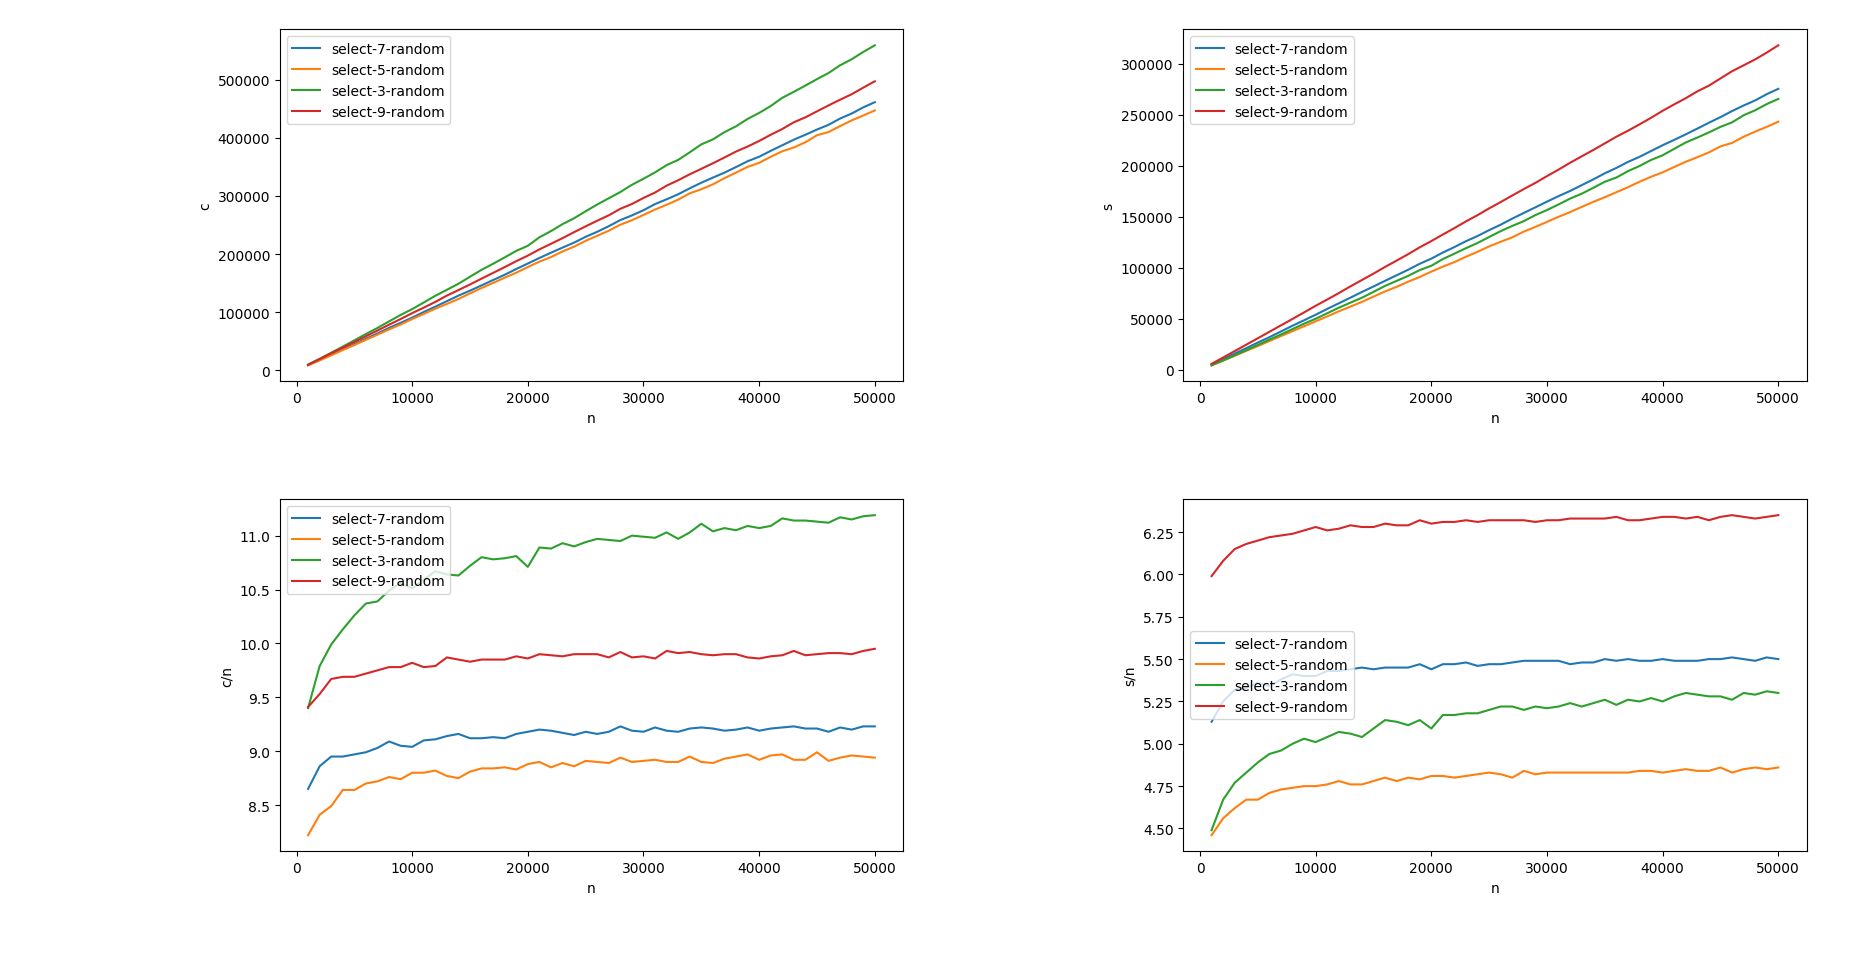 select-7-random
select-5-random
select-3-random
select-9-random
500000
400000
300000
200000
100000
0
c
0 10000 20000 30000 40000 50000
n
select-7-random
select-5-random
select-3-random
select-9-random
300000
250000
200000
150000
100000
50000
0
s
0 10000 20000 30000 40000 50000
n
select-7-random
select-5-random
select-3-random
select-9-random
11.0
10.5
10.0
9.5
9.0
8.5
c/n
0 10000 20000 30000 40000 50000
n
6.25
6.00
5.75
5.50
5.25
5.00
4.75
4.50
s/n
select-7-random
select-5-random
select-3-random
select-9-random
0 10000 20000 30000 40000 50000
n